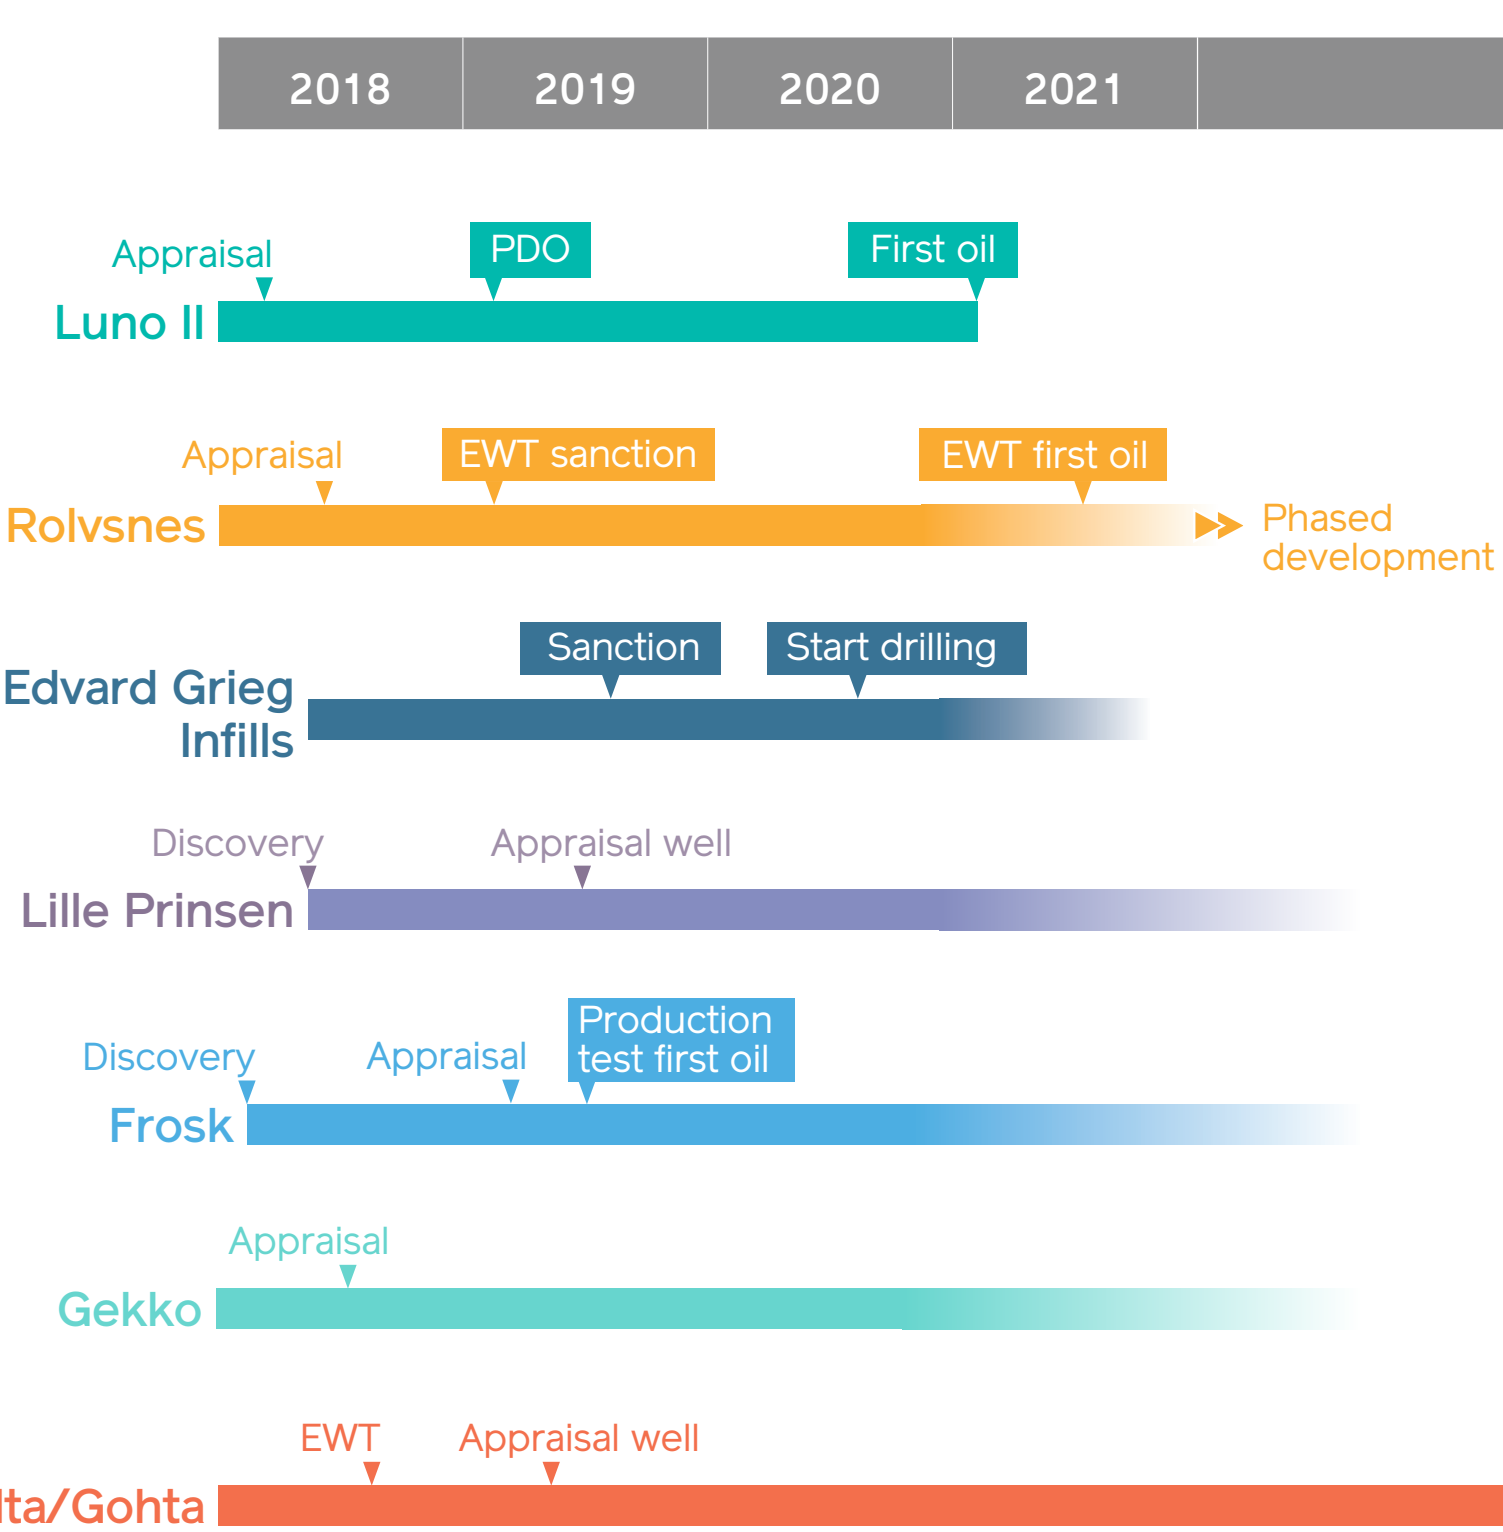 2018 2019 2020 2021
Appraisal PDO First oil
Luno II
Appraisal EWT sanction EWT first oil
Rolvsnes
Phased
development
Sanction Start drilling
Edvard Grieg
Infills
Discovery Appraisal well
Lille Prinsen
Production
test first oil
Discovery Appraisal
Frosk
Appraisal
Gekko
EWT Appraisal well
lta/Gohta